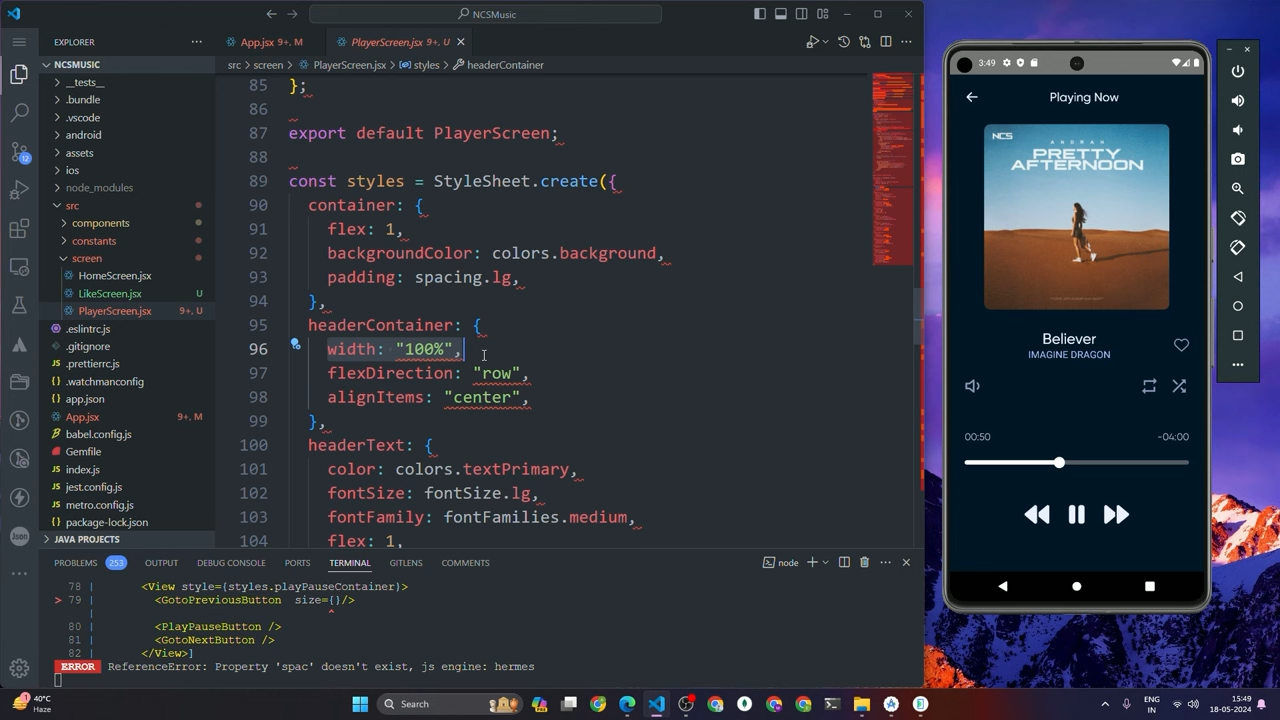 NCSMusic
EXPLORER
App.jsx 9+, M
PlayerScreen.jsx 9+, U
NCSMUSIC
src > screen > PlayerScreen.jsx > styles > headerContainer
__tests__
.bundle
.vscode
android
assets
ios
node_modules
src
components
constants
screen
HomeScreen.jsx
LikeScreen.jsx U
PlayerScreen.jsx 9+, U
.eslintrc.js
.gitignore
.prettierrc.js
.watchmanconfig
app.json
App.jsx 9+, M
babel.config.js
Gemfile
index.js
jest.config.js
metro.config.js
package-lock.json
JAVA PROJECTS
12
Json
85 };
86
87 export default PlayerScreen;
88
89 const styles = StyleSheet.create({
90 container: {
91 flex: 1,
92 backgroundColor: colors.background,
93 padding: spacing.lg,
94 },
95 headerContainer: {
96 width: "100%",
97 flexDirection: "row",
98 alignItems: "center",
99 },
100 headerText: {
101 color: colors.textPrimary,
102 fontSize: fontSize.lg,
103 fontFamily: fontFamilies.medium,
104 flex: 1,
PROBLEMS 253 OUTPUT DEBUG CONSOLE PORTS TERMINAL GITLENS COMMENTS
node
78 | <View style={styles.playPauseContainer}>
> 79 | <GotoPreviousButton size={}/>
| ^
80 | <PlayPauseButton />
81 | <GotoNextButton />
82 | </View>]
ERROR ReferenceError: Property 'spac' doesn't exist, js engine: hermes
3:49
Playing Now
NCS
ANDRAH
PRETTY
AFTERNOON
Believer
IMAGINE DRAGON
00:50
-04:00
1
40°C
Haze
Search
ENG
IN
15:49
18-05-2024